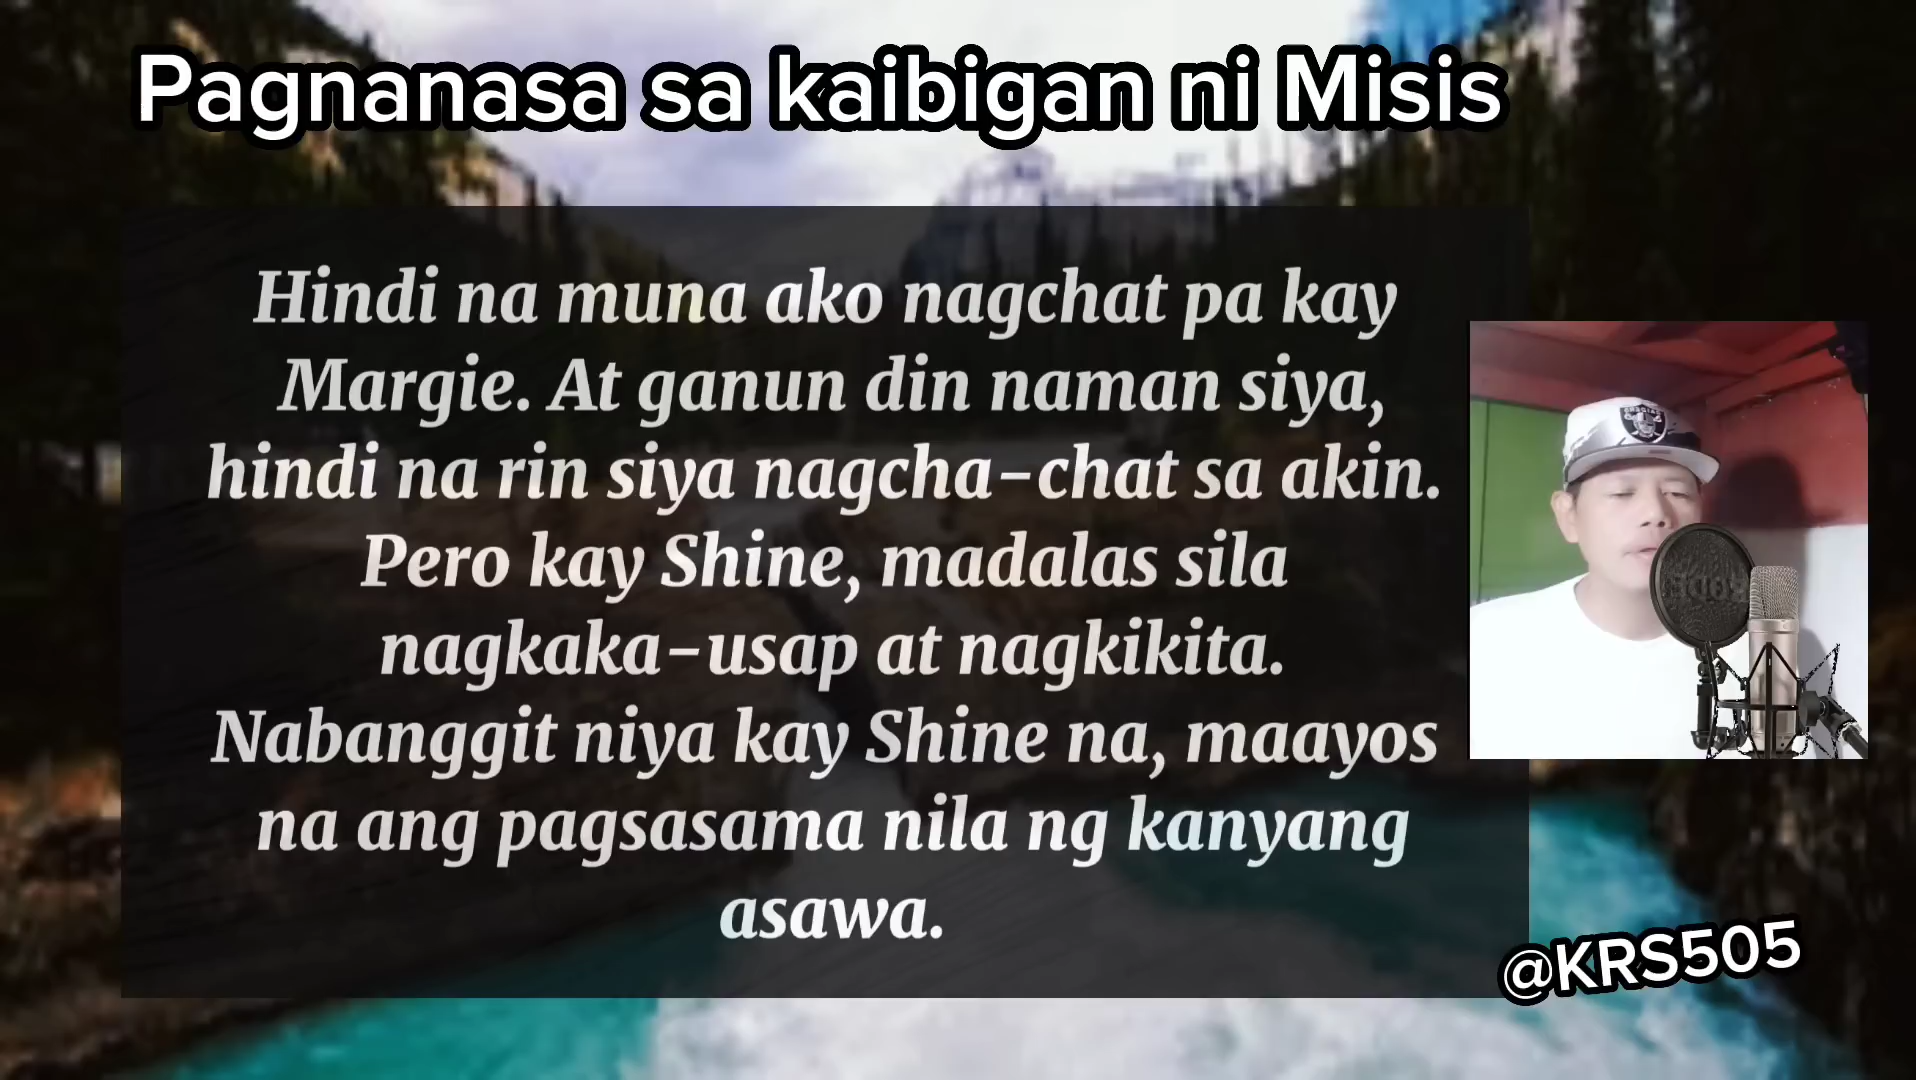 Pagnanasa sa kaibigan ni Misis
Hindi na muna ako nagchat pa kay
Margie. At ganun din naman siya,
hindi na rin siya nagcha-chat sa akin.
Pero kay Shine, madalas sila
nagkaka-usap at nagkikita.
Nabanggit niya kay Shine na, maayos
na ang pagsasama nila ng kanyang
asawa.
@KRS505